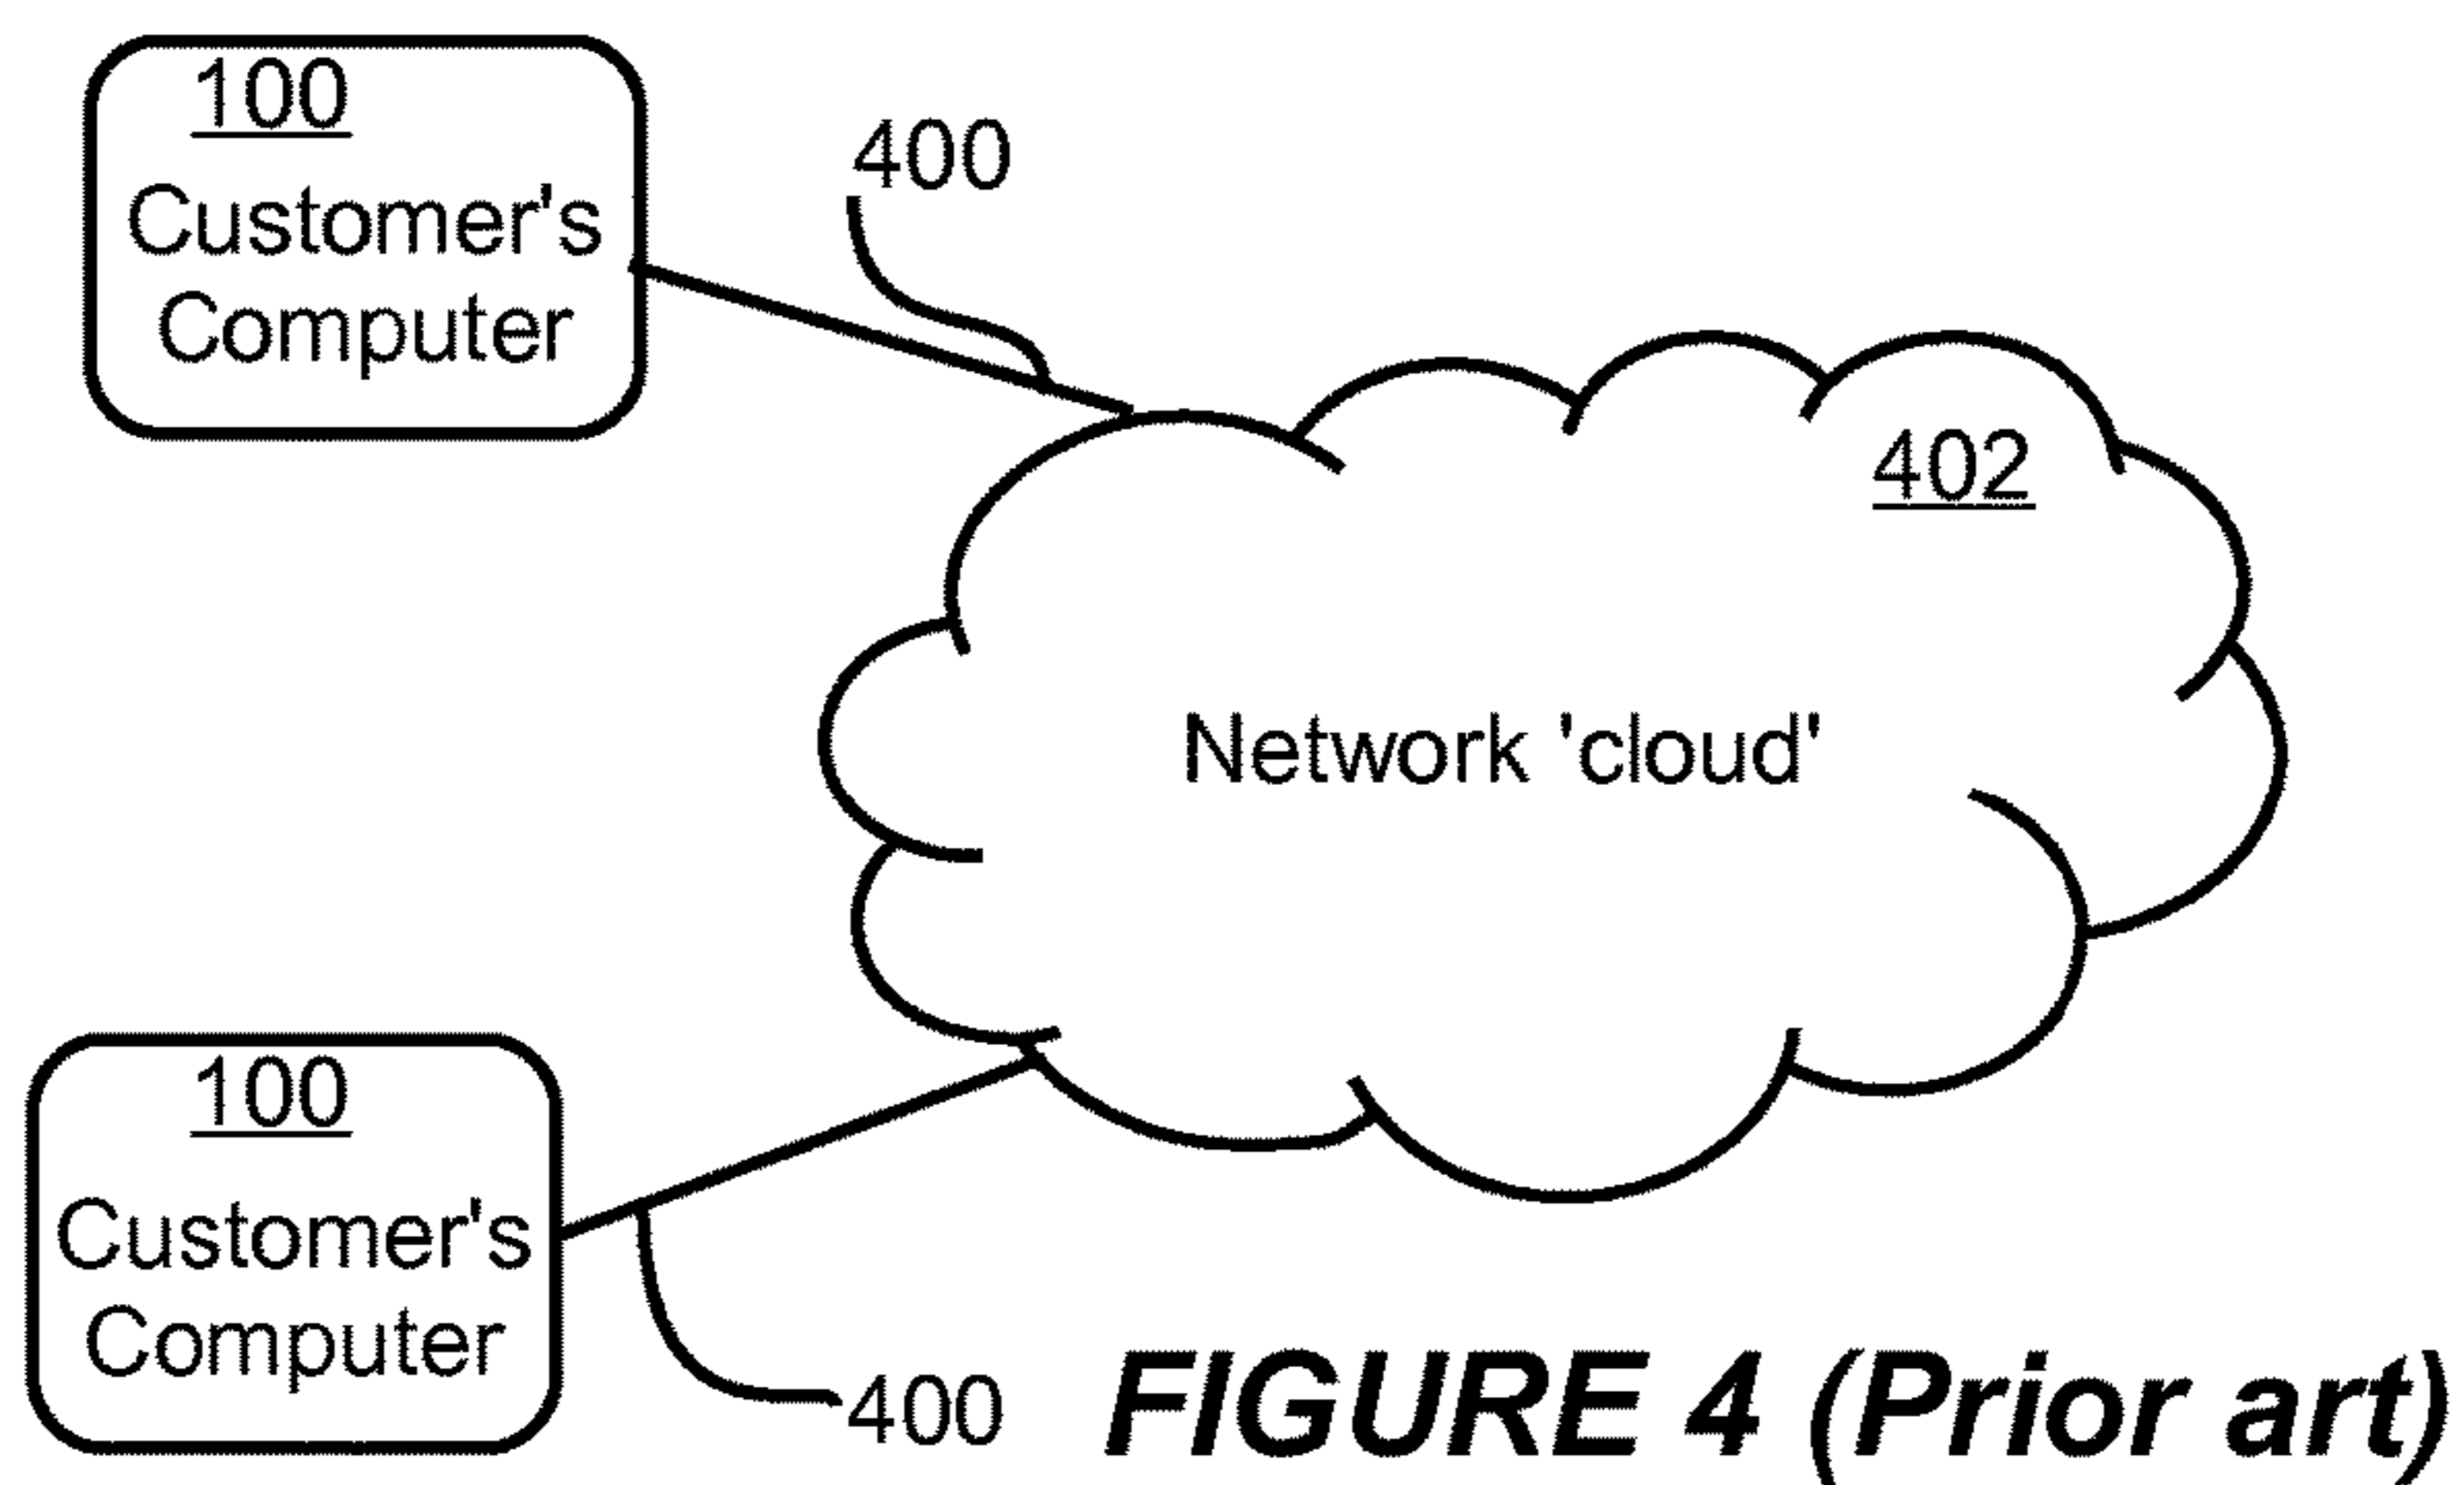 100
Customer's
Computer
400
402
Network 'cloud'
100
Customer's
Computer
400
FIGURE 4 (Prior art)